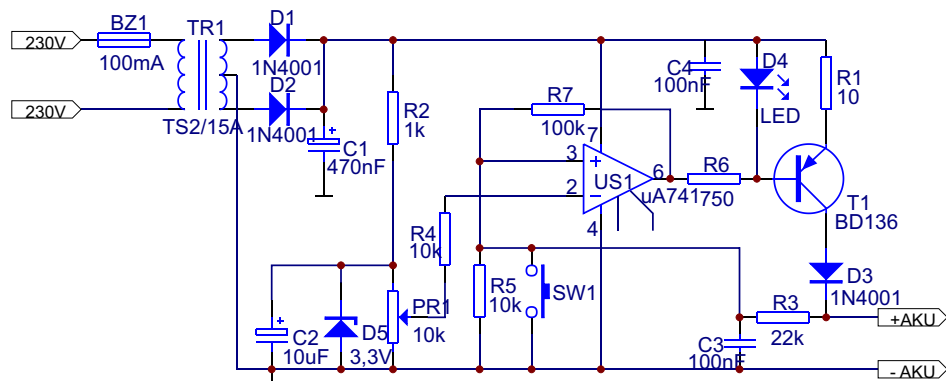 230V
BZ1
100mA
TR1
D1
1N4001
D2
1N4001
230V
TS2/15A
C1
470nF
R2
1k
R7
100k
C4
100nF
D4
LED
R1
10
7
3
2
6
4
US1
uA741
R6
750
T1
BD136
R4
10k
R5
10k
SW1
D3
1N4001
R3
22k
+AKU
C2
10uF
D5
3,3V
PR1
10k
C3
100nF
- AKU